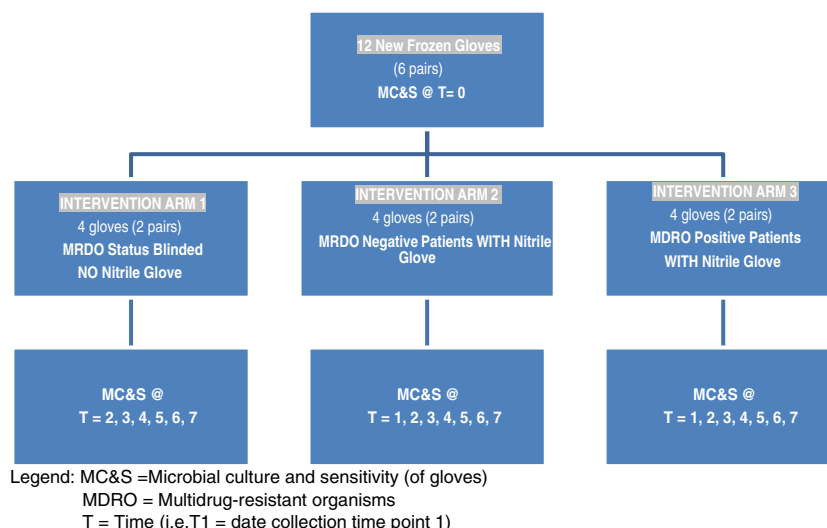 12 New Frozen Gloves
(6 pairs)
MC&S @ T= 0
INTERVENTION ARM 1
4 gloves (2 pairs)
MRDO Status Blinded
NO Nitrile Glove
INTERVENTION ARM 2
4 gloves (2 pairs)
MRDO Negative Patients WITH Nitrile
Glove
INTERVENTION ARM 3
4 gloves (2 pairs)
MDRO Positive Patients
WITH Nitrile Glove
MC&S @
T = 2, 3, 4, 5, 6, 7
MC&S @
T = 1, 2, 3, 4, 5, 6, 7
MC&S @
T = 1, 2, 3, 4, 5, 6, 7
Legend: MC&S =Microbial culture and sensitivity (of gloves)
MDRO = Multidrug-resistant organisms
T = Time (i.e.T1 = date collection time point 1)